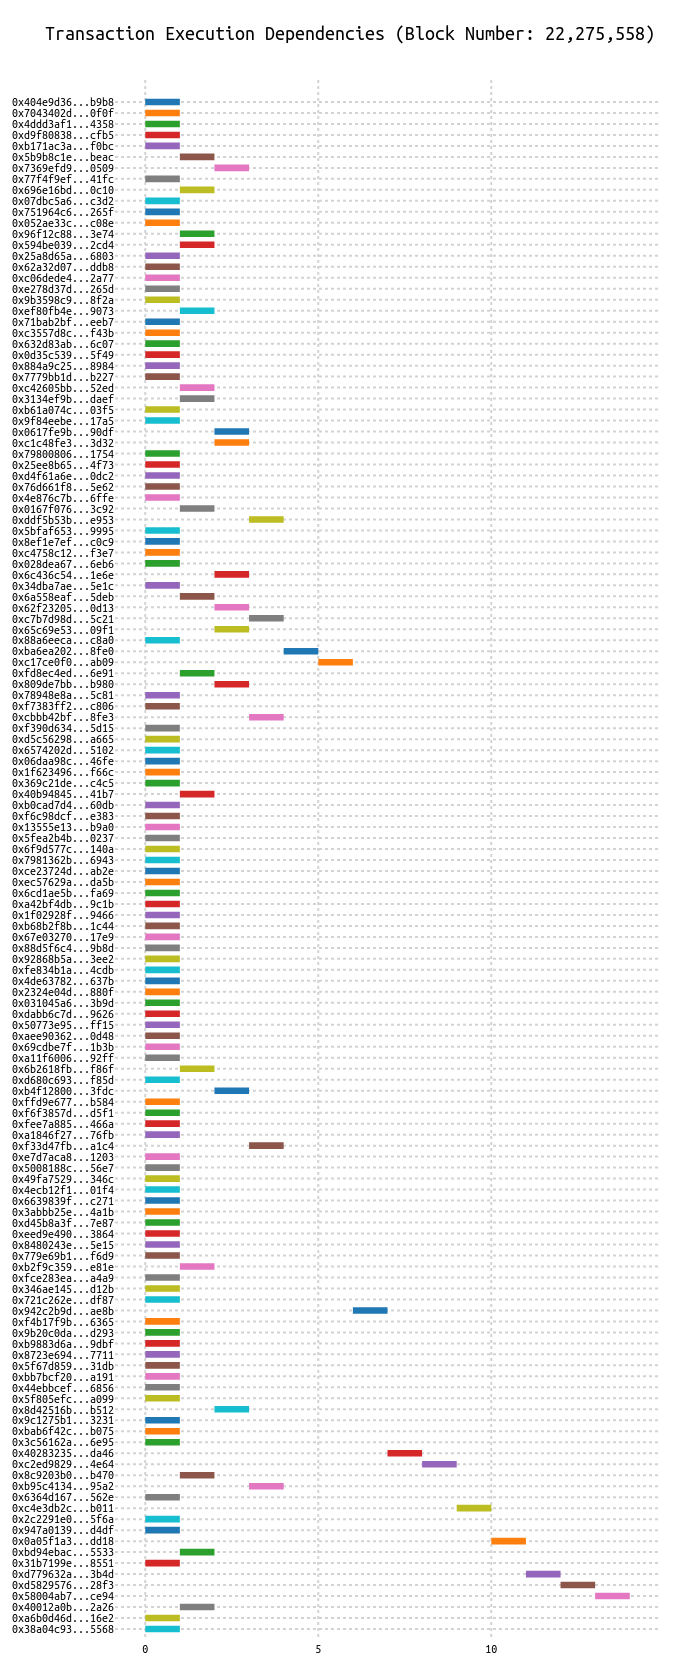 Transaction Execution Dependencies (Block Number: 22,275,558)
0x404e9d36...b9b8
0x7043402d...0f0f
0x4ddd3af1...4358
0xd9f80838...cfb5
0xb171ac3a...f0bc
0x5b9b8c1e...beac
0x7369efd9...0509
0x77f4f9ef...41fc
0x696e16bd...0c10
0x07dbc5a6...c3d2
0x751964c6...265f
0x052ae33c...c08e
0x96f12c88...3e74
0x594be039...2cd4
0x25a8d65a...6803
0x62a32d07...ddb8
0xc06dede4...2a77
0xe278d37d...265d
0x9b3598c9...8f2a
0xef80fb4e...9073
0x71bab2bf...eeb7
0xc3557d8c...f43b
0x632d83ab...6c07
0x0d35c539...5f49
0x884a9c25...8984
0x7779bb1d...b227
0xc42605bb...52ed
0x3134ef9b...daef
0xb61a074c...03f5
0x9f84eebe...17a5
0x0617fe9b...90df
0xc1c48fe3...3d32
0x79800806...1754
0x25ee8b65...4f73
0xd4f61a6e...0dc2
0x76d661f8...5e62
0x4e876c7b...6ffe
0x0167f076...3c92
0xddf5b53b...e953
0x5bfaf653...9995
0x8ef1e7ef...c0c9
0xc4758c12...f3e7
0x028dea67...6eb6
0x6c436c54...1e6e
0x34dba7ae...5e1c
0x6a558eaf...5deb
0x62f23205...0d13
0xc7b7d98d...5c21
0x65c69e53...09f1
0x88a6eeca...c8a0
0xba6ea202...8fe0
0xc17ce0f0...ab09
0xfd8ec4ed...6e91
0x809de7bb...b980
0x78948e8a...5c81
0xf7383ff2...c806
0xcbbb42bf...8fe3
0xf390d634...5d15
0xd5c56298...a665
0x6574202d...5102
0x06daa98c...46fe
0x1f623496...f66c
0x369c21de...c4c5
0x40b94845...41b7
0xb0cad7d4...60db
0xf6c98dcf...e383
0x13555e13...b9a0
0x5fea2b4b...0237
0x6f9d577c...140a
0x7981362b...6943
0xce23724d...ab2e
0xec57629a...da5b
0x6cd1ae5b...fa69
0xa42bf4db...9c1b
0x1f02928f...9466
0xb68b2f8b...1c44
0x67e03270...17e9
0x88d5f6c4...9b8d
0x92868b5a...3ee2
0xfe834b1a...4cdb
0x4de63782...637b
0x2324e04d...880f
0x031045a6...3b9d
0xdabb6c7d...9626
0x50773e95...ff15
0xaee90362...0d48
0x69cdbe7f...1b3b
0xa11f6006...92ff
0x6b2618fb...f86f
0xd680c693...f85d
0xb4f12800...3fdc
0xffd9e677...b584
0xf6f3857d...d5f1
0xfee7a885...466a
0xa1846f27...76fb
0xf33d47fb...a1c4
0xe7d7aca8...1203
0x5008188c...56e7
0x49fa7529...346c
0x4ecb12f1...01f4
0x6639839f...c271
0x3abbb25e...4a1b
0xd45b8a3f...7e87
0xeed9e490...3864
0x8480243e...5e15
0x779e69b1...f6d9
0xb2f9c359...e81e
0xfce283ea...a4a9
0x346ae145...d12b
0x721c262e...df87
0x942c2b9d...ae8b
0xf4b17f9b...6365
0x9b20c0da...d293
0xb9883d6a...9dbf
0x8723e694...7711
0x5f67d859...31db
0xbb7bcf20...a191
0x44ebbcef...6856
0x5f805efc...a099
0x8d42516b...b512
0x9c1275b1...3231
0xbab6f42c...b075
0x3c56162a...6e95
0x40283235...da46
0xc2ed9829...4e64
0x8c9203b0...b470
0xb95c4134...95a2
0x6364d167...562e
0xc4e3db2c...b011
0x2c2291e0...5f6a
0x947a0139...d4df
0x0a05f1a3...dd18
0xbd94ebac...5533
0x31b7199e...8551
0xd779632a...3b4d
0xd5829576...28f3
0x58004ab7...ce94
0x40012a0b...2a26
0xa6b0d46d...16e2
0x38a04c93...5568
0 5 10